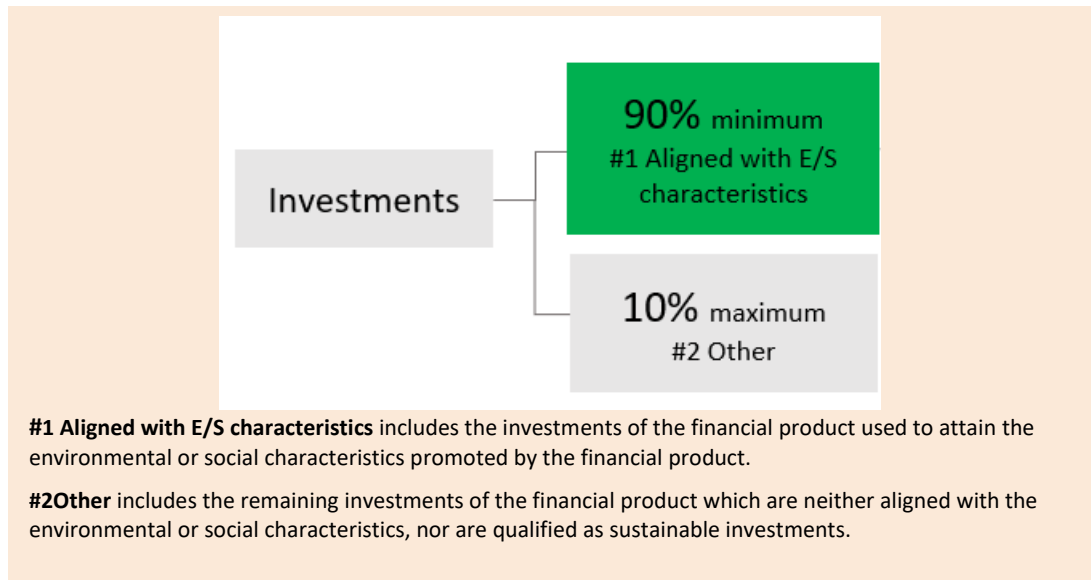 90% minimum
#1 Aligned with E/S
characteristics
Investments
10% maximum
#2 Other
#1 Aligned with E/S characteristics includes the investments of the financial product used to attain the
environmental or social characteristics promoted by the financial product.
#2Other includes the remaining investments of the financial product which are neither aligned with the
environmental or social characteristics, nor are qualified as sustainable investments.